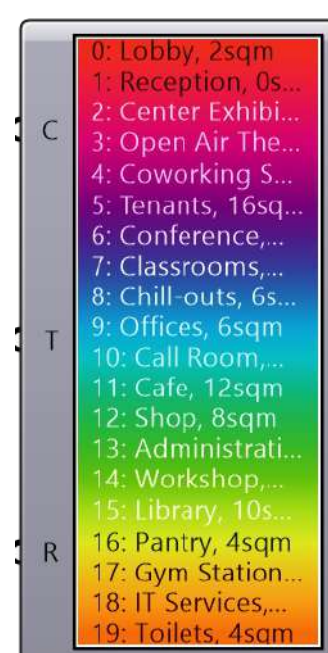 0: Lobby, 2sqm
1: Reception, 0s...
2: Center Exhibi...
C
3: Open Air The...
4: Coworking S...
5: Tenants, 16sq...
6: Conference,...
7: Classrooms,...
8: Chill-outs, 6s...
9: Offices, 6sqm
T
10: Call Room,...
11: Cafe, 12sqm
12: Shop, 8sqm
13: Administrati...
14: Workshop,...
15: Library, 10s...
16: Pantry, 4sqm
R
17: Gym Station...
18: IT Services,...
19: Toilets, 4sqm